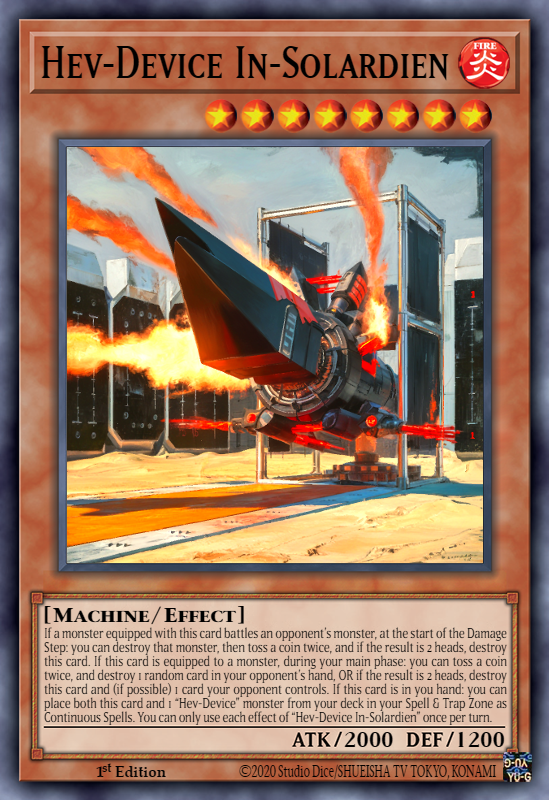 HEV-DEVICE IN-SOLARDIEN
FIRE
炎
[MACHINE/EFFECT]
If a monster equipped with this card battles an opponent's monster, at the start of the Damage
Step: you can destroy that monster, then toss a coin twice, and if the result is 2 heads, destroy
this card. If this card is equipped to a monster, during your main phase: you can toss a coin
twice, and destroy 1 random card in your opponent's hand, OR if the result is 2 heads, destroy
this card and (if possible) 1 card your opponent controls. If this card is in you hand: you can
place both this card and 1 “Hev-Device” monster from your deck in your Spell & Trap Zone as
Continuous Spells. You can only use each effect of “Hev-Device In-Solardien” once per turn.
ATK/2000 DEF/1200
1st Edition
©2020 Studio Dice/SHUEISHA TV TOKYO, KONAMI